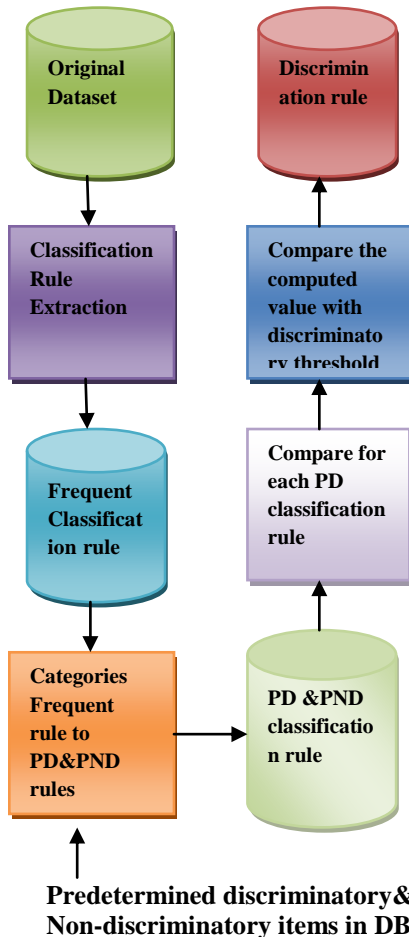 Original
Dataset
Classification
Rule
Extraction
Frequent
Classificat
ion rule
Categories
Frequent
rule to
PD&PND
rules
Predetermined discriminatory&
Non-discriminatory items in DB
PD &PND
classificatio
n rule
Compare for
each PD
classification
rule
Compare the
computed
value with
discriminato
ry threshold
Discrimin
ation rule